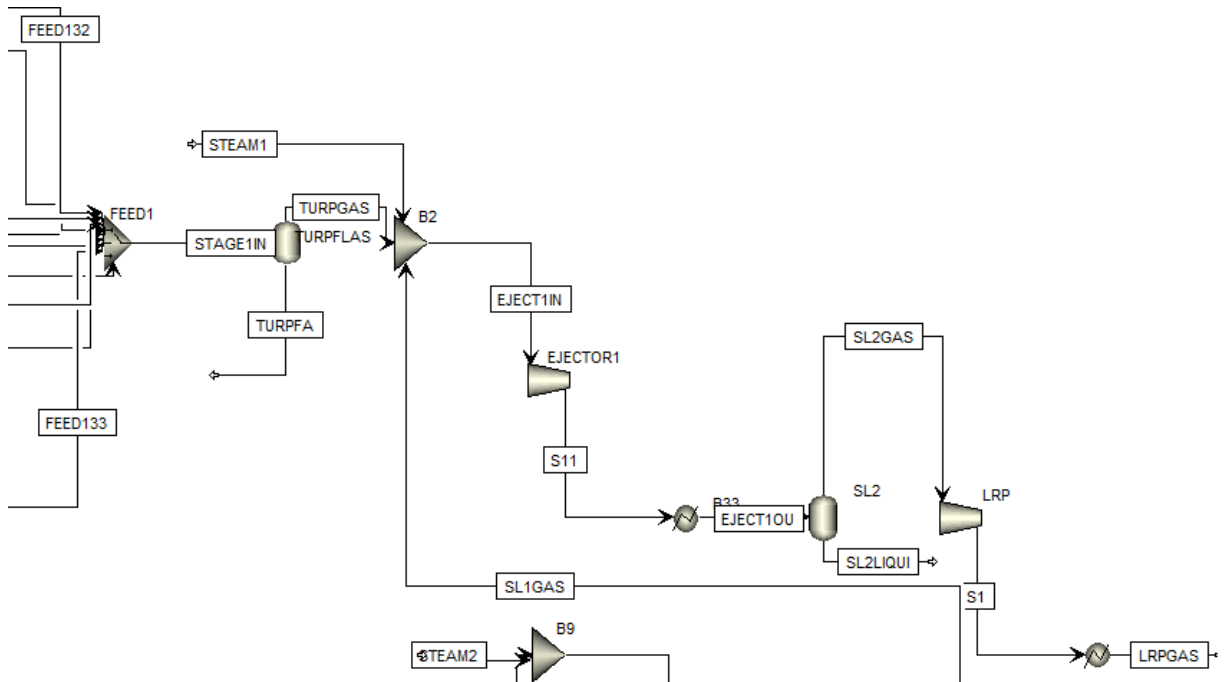 FEED132
STEAM1
TURPGAS
FEED1
B2
STAGE1IN
TURPFLAS
EJECT1IN
TURPFA
SL2GAS
EJECTOR1
FEED133
S11
SL2
LRP
B33
EJECT1OU
SL2LIQUI
SL1GAS
S1
B9
STEAM2
LRPGAS